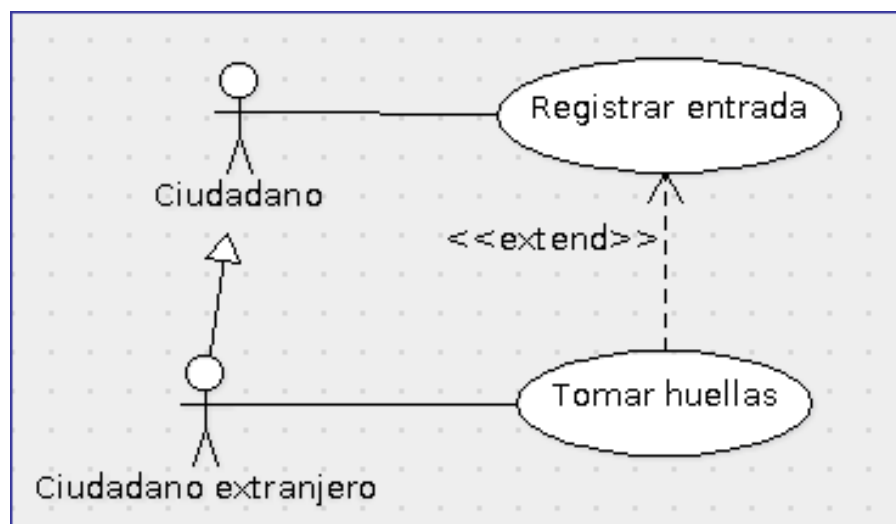 Registrar entrada
Ciudadano
<<extend>>
Tomar huellas
Ciudadano extranjero